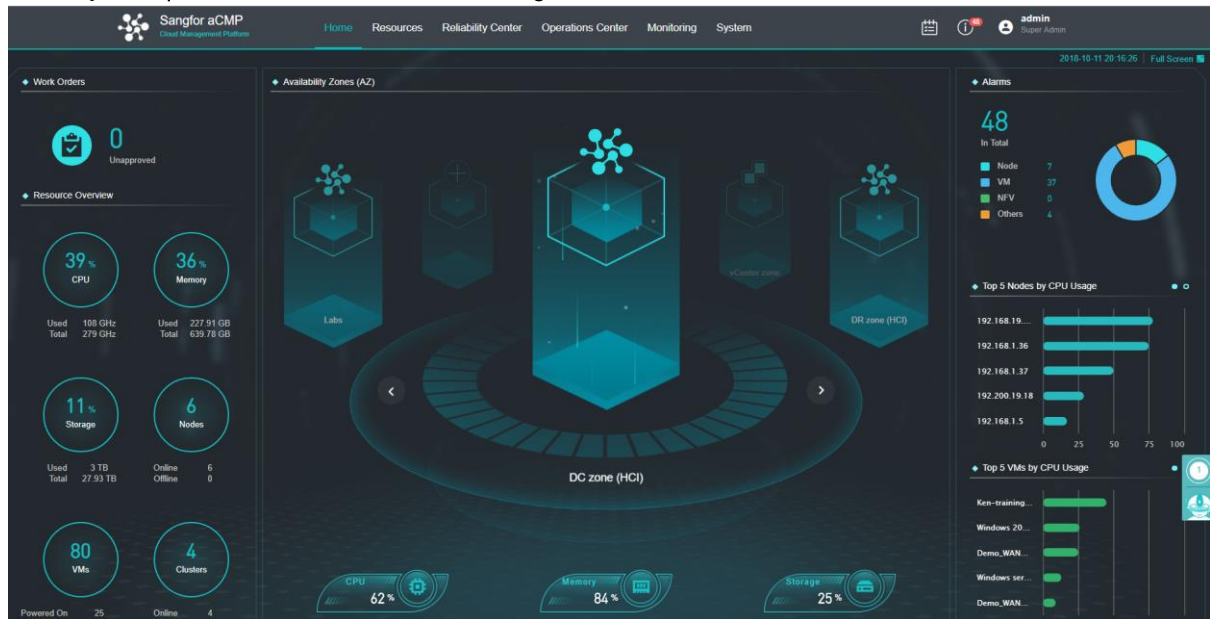 Sangfor aCMP
Cloud Management Platform
Home Resources Reliability Center Operations Center Monitoring System
48
admin
Super Admin
2018-10-11 20:16:26 Full Screen
Work Orders
0
Unapproved
Resource Overview
39 %
CPU
Used 108 GHz
Total 279 GHz
36 %
Memory
Used 227.91 GB
Total 639.78 GB
11 %
Storage
Used 3 TB
Total 27.93 TB
6
Nodes
Online 6
Offline 0
80
VMs
Powered On 25
4
Clusters
Online 4
Availability Zones (AZ)
Labs
vCenter zone
DR zone (HCI)
DC zone (HCI)
CPU
62 %
Memory
84 %
Storage
25 %
Alarms
48
In Total
Node 7
VM 37
NFV 0
Others 4
Top 5 Nodes by CPU Usage
192.168.19....
192.168.1.36
192.168.1.37
192.200.19.18
192.168.1.5
0 25 50 75 100
Top 5 VMs by CPU Usage
1
Ken-training...
Windows 20...
Demo_WAN...
Windows ser...
Demo_WAN...